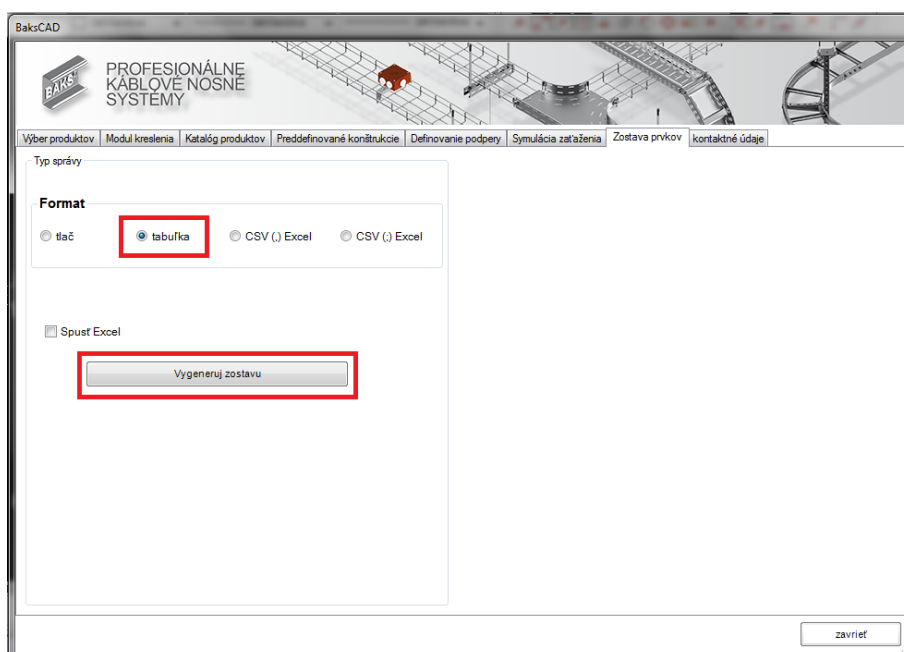 BaksCAD
BAKS
PROFESIONÁLNE
KÁBLOVÉ NOSNÉ
SYSTÉMY
Výber produktov Modul kreslenia Katalóg produktov Preddefinované konštrukcie Definovanie podpery Symulácia zaťaženia Zostava prvkov kontaktné údaje
Typ správy
Format
tlač tabuľka CSV (,) Excel CSV (;) Excel
Spusť Excel
Vygeneruj zostavu
zavrieť